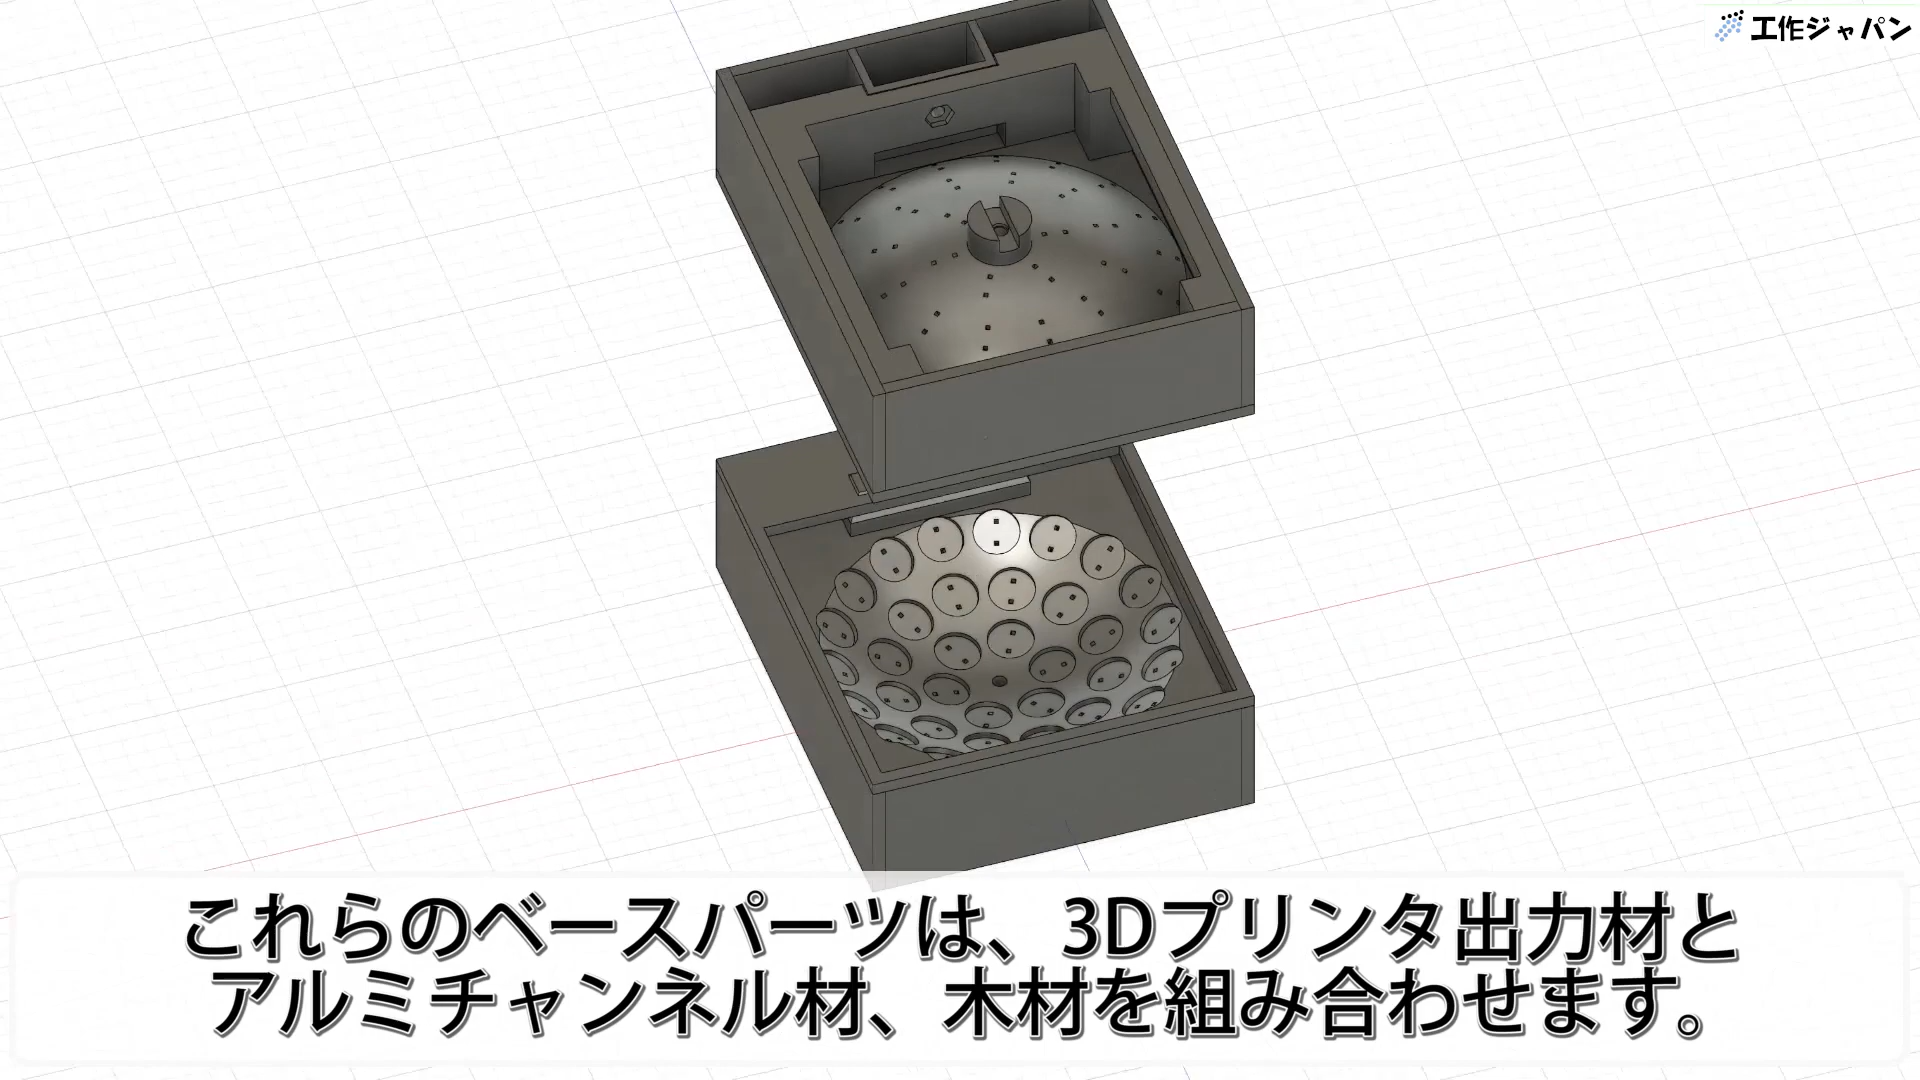 工作ジャパン
これらのベースパーツは、3Dプリンタ出力材と
アルミチャンネル材、木材を組み合わせます。